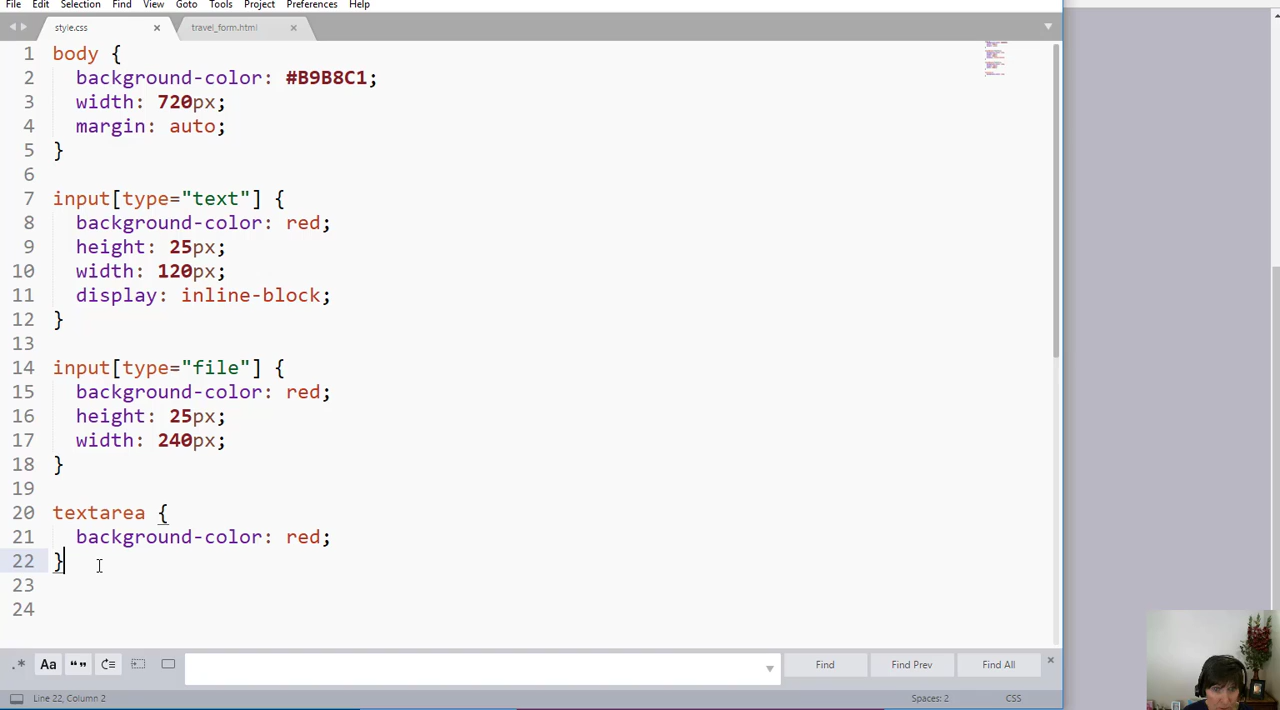 File Edit Selection Find View Goto Tools Project Preferences Help
style.css × travel_form.html ×
1 body {
2 background-color: #B9B8C1;
3 width: 720px;
4 margin: auto;
5 }
6
7 input[type="text"] {
8 background-color: red;
9 height: 25px;
10 width: 120px;
11 display: inline-block;
12 }
13
14 input[type="file"] {
15 background-color: red;
16 height: 25px;
17 width: 240px;
18 }
19
20 textarea {
21 background-color: red;
22 }
23
24
.* Aa “” Find Find Prev Find All ×
Line 22, Column 2 Spaces: 2 CSS